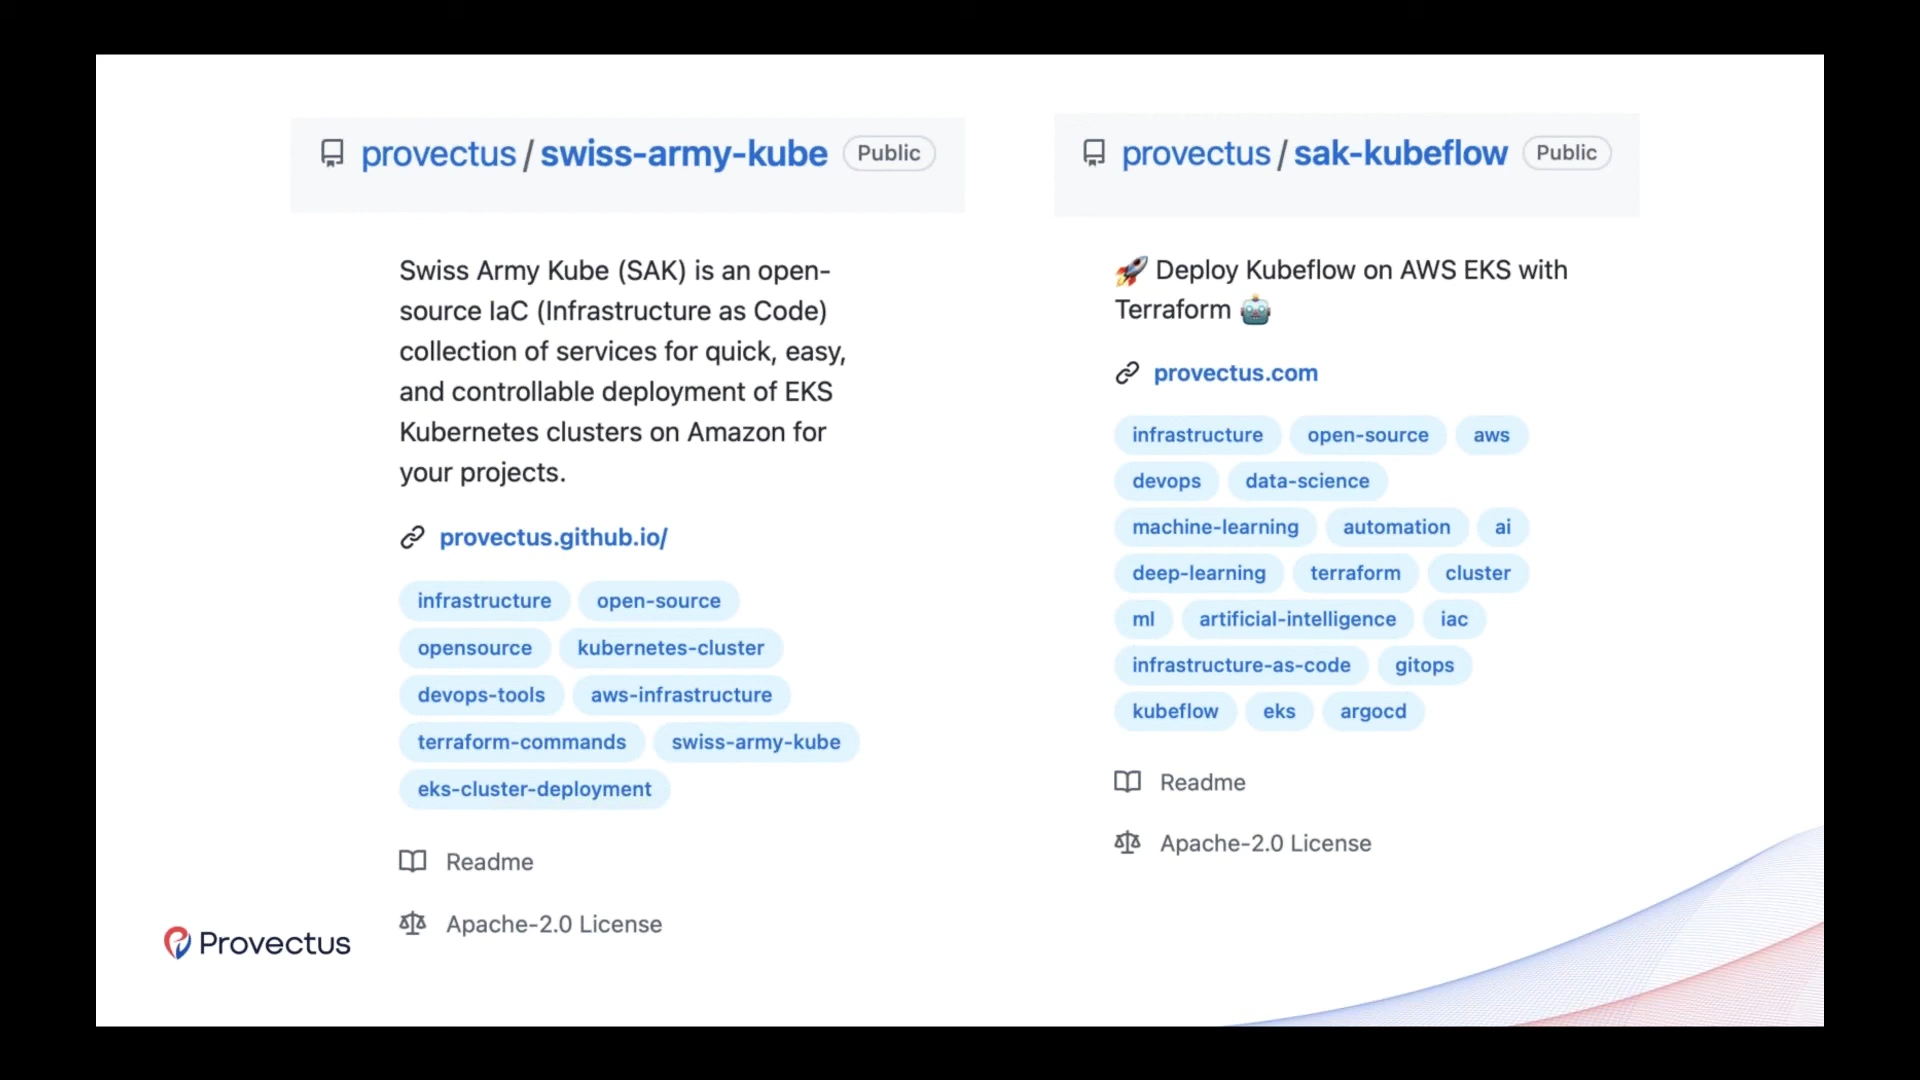 provectus / swiss-army-kube Public
Swiss Army Kube (SAK) is an open-
source IaC (Infrastructure as Code)
collection of services for quick, easy,
and controllable deployment of EKS
Kubernetes clusters on Amazon for
your projects.
provectus.github.io/
infrastructure open-source
opensource kubernetes-cluster
devops-tools aws-infrastructure
terraform-commands swiss-army-kube
eks-cluster-deployment
Readme
Apache-2.0 License
provectus / sak-kubeflow Public
🚀 Deploy Kubeflow on AWS EKS with
Terraform 🤖
provectus.com
infrastructure open-source aws
devops data-science
machine-learning automation ai
deep-learning terraform cluster
ml artificial-intelligence iac
infrastructure-as-code gitops
kubeflow eks argocd
Readme
Apache-2.0 License
Provectus